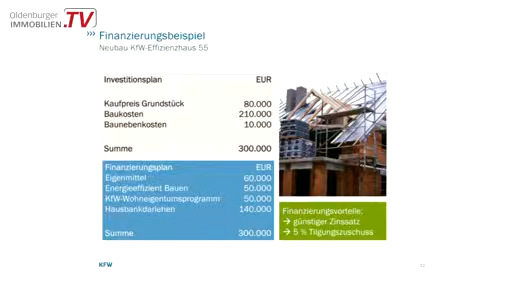 Oldenburger
IMMOBILIEN.TV
››› Finanzierungsbeispiel
Neubau KfW-Effizienzhaus 55
Investitionsplan EUR
Kaufpreis Grundstück 80.000
Baukosten 210.000
Baunebenkosten 10.000
Summe 300.000
Finanzierungsplan EUR
Eigenmittel 60.000
Energieeffizient Bauen 50.000
KfW-Wohneigentumsprogramm 50.000
Hausbankdarlehen 140.000
Summe 300.000
Finanzierungsvorteile:
→ günstiger Zinssatz
→ 5 % Tilgungszuschuss
KFW